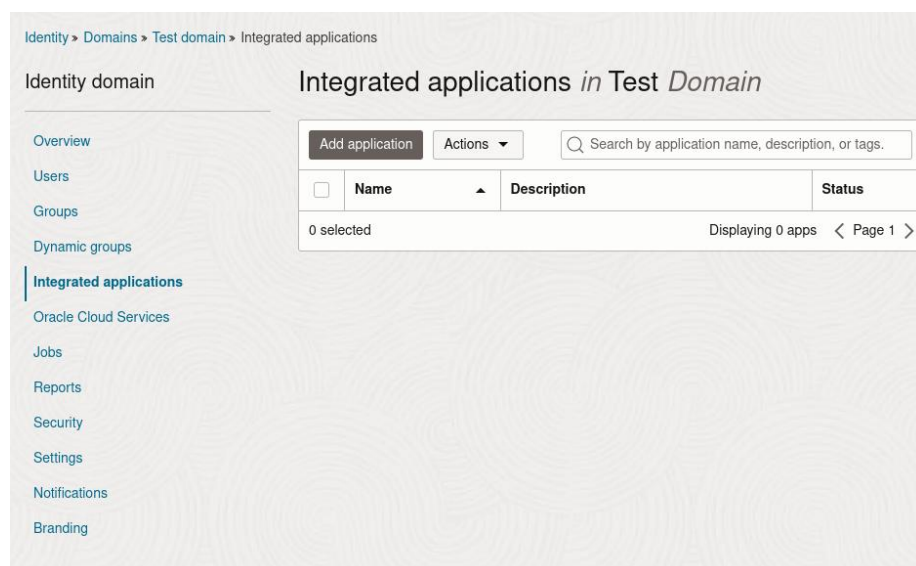 Identity » Domains » Test domain » Integrated applications
Identity domain
Overview
Users
Groups
Dynamic groups
Integrated applications
Oracle Cloud Services
Jobs
Reports
Security
Settings
Notifications
Branding
Integrated applications in Test Domain
Add application Actions Search by application name, description, or tags.
Name Description Status
0 selected Displaying 0 apps Page 1